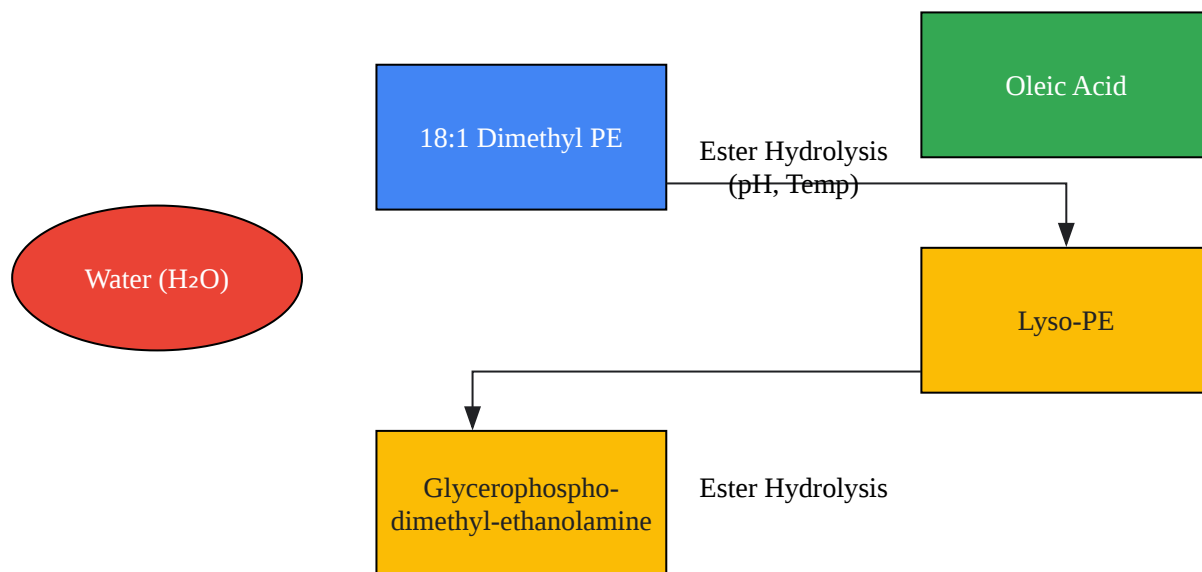 Oleic Acid
18:1 Dimethyl PE
Ester Hydrolysis
(pH, Temp)
Water (H₂O)
Lyso-PE
Glycerophospho-
dimethyl-ethanolamine
Ester Hydrolysis